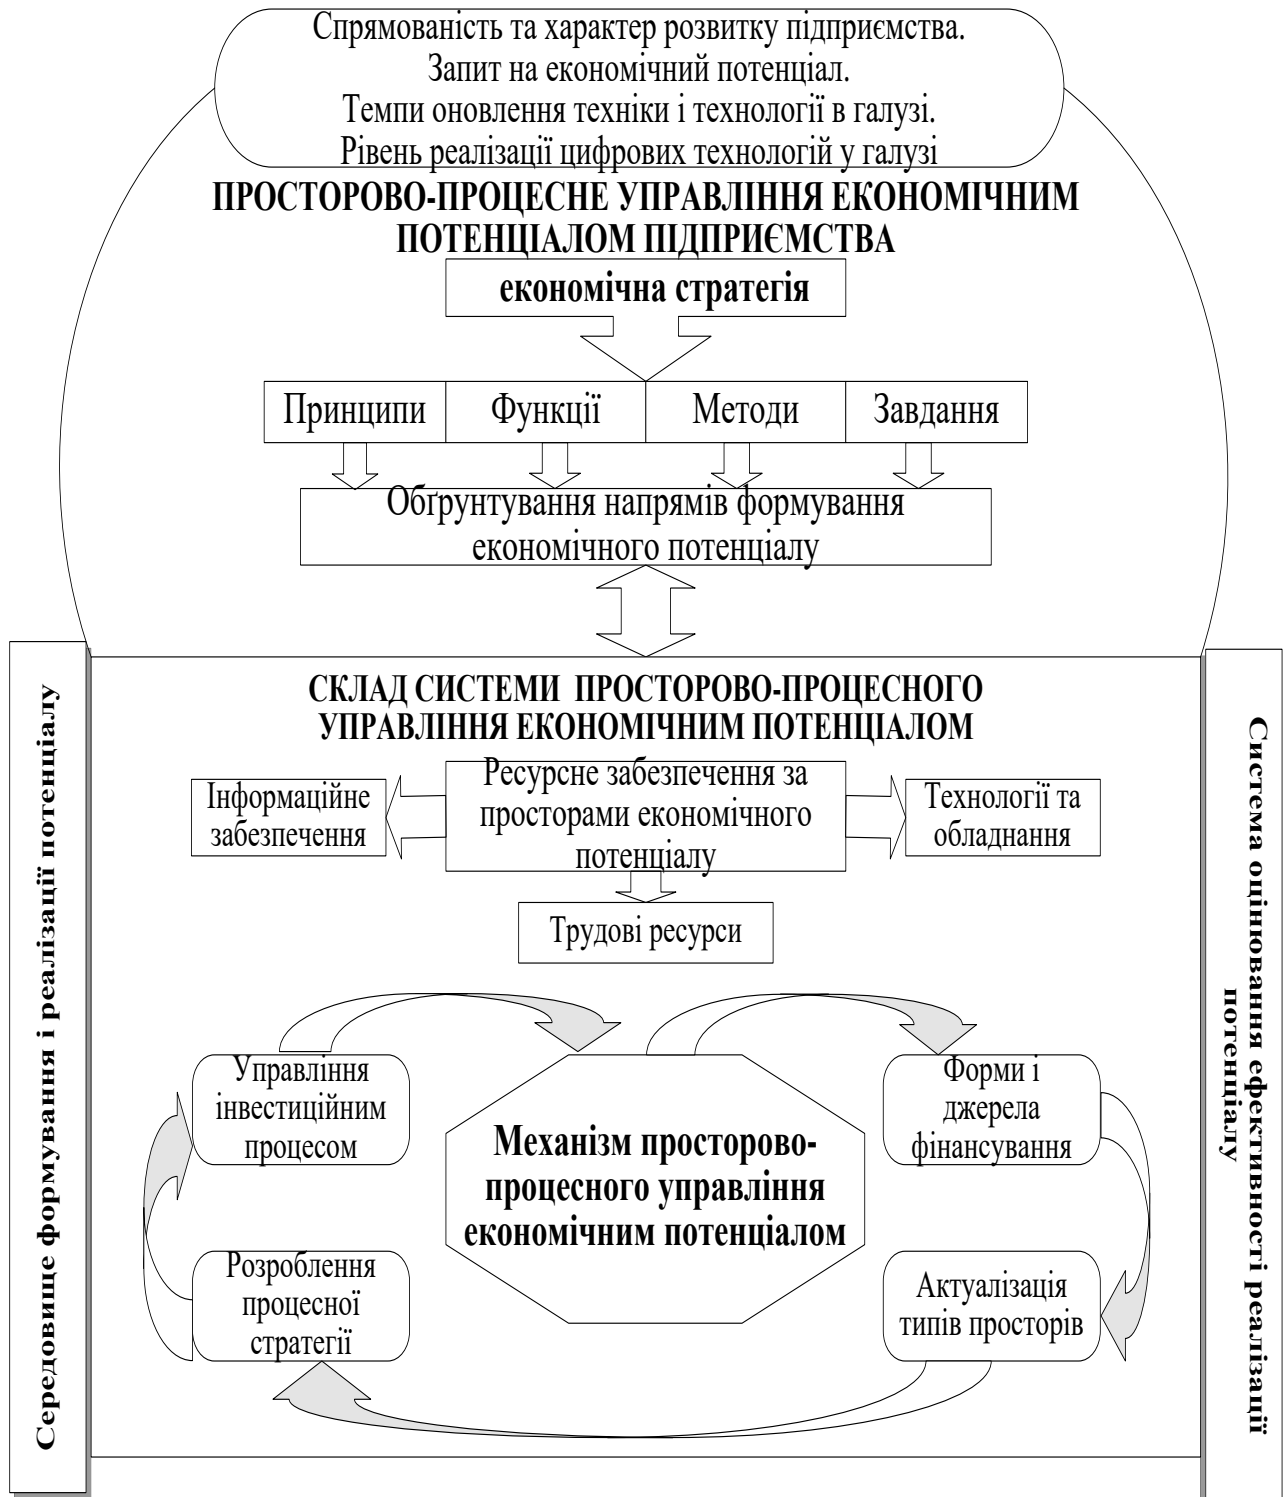 Спрямованість та характер розвитку підприємства.
Запит на економічний потенціал.
Темпи оновлення техніки і технології в галузі.
Рівень реалізації цифрових технологій у галузі
ПРОСТОРОВО-ПРОЦЕСНЕ УПРАВЛІННЯ ЕКОНОМІЧНИМ
ПОТЕНЦІАЛОМ ПІДПРИЄМСТВА
економічна стратегія
Принципи
Функції
Методи
Завдання
Обґрунтування напрямів формування
економічного потенціалу
Середовище формування і реалізації потенціалу
СКЛАД СИСТЕМИ ПРОСТОРОВО-ПРОЦЕСНОГО
УПРАВЛІННЯ ЕКОНОМІЧНИМ ПОТЕНЦІАЛОМ
Інформаційне
забезпечення
Ресурсне забезпечення за
просторами економічного
потенціалу
Технології та
обладнання
Трудові ресурси
Управління
інвестиційним
процесом
Механізм просторово-
процесного управління
економічним потенціалом
Форми і
джерела
фінансування
Розроблення
процесної
стратегії
Актуалізація
типів просторів
Система оцінювання ефективності реалізації
потенціалу